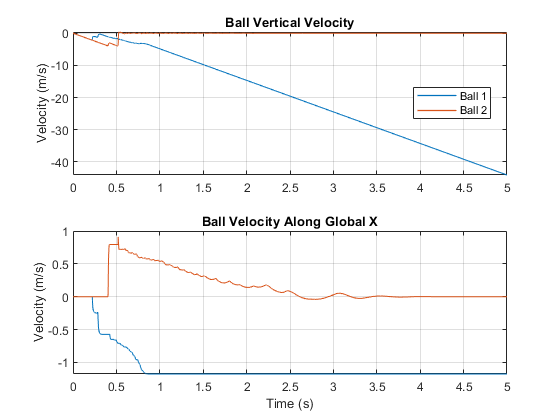 Ball Vertical Velocity
Velocity (m/s)
0
-10
-20
-30
-40
Ball 1
Ball 2
0 0.5 1 1.5 2 2.5 3 3.5 4 4.5 5
Ball Velocity Along Global X
Velocity (m/s)
1
0.5
0
-0.5
-1
0 0.5 1 1.5 2 2.5 3 3.5 4 4.5 5
Time (s)